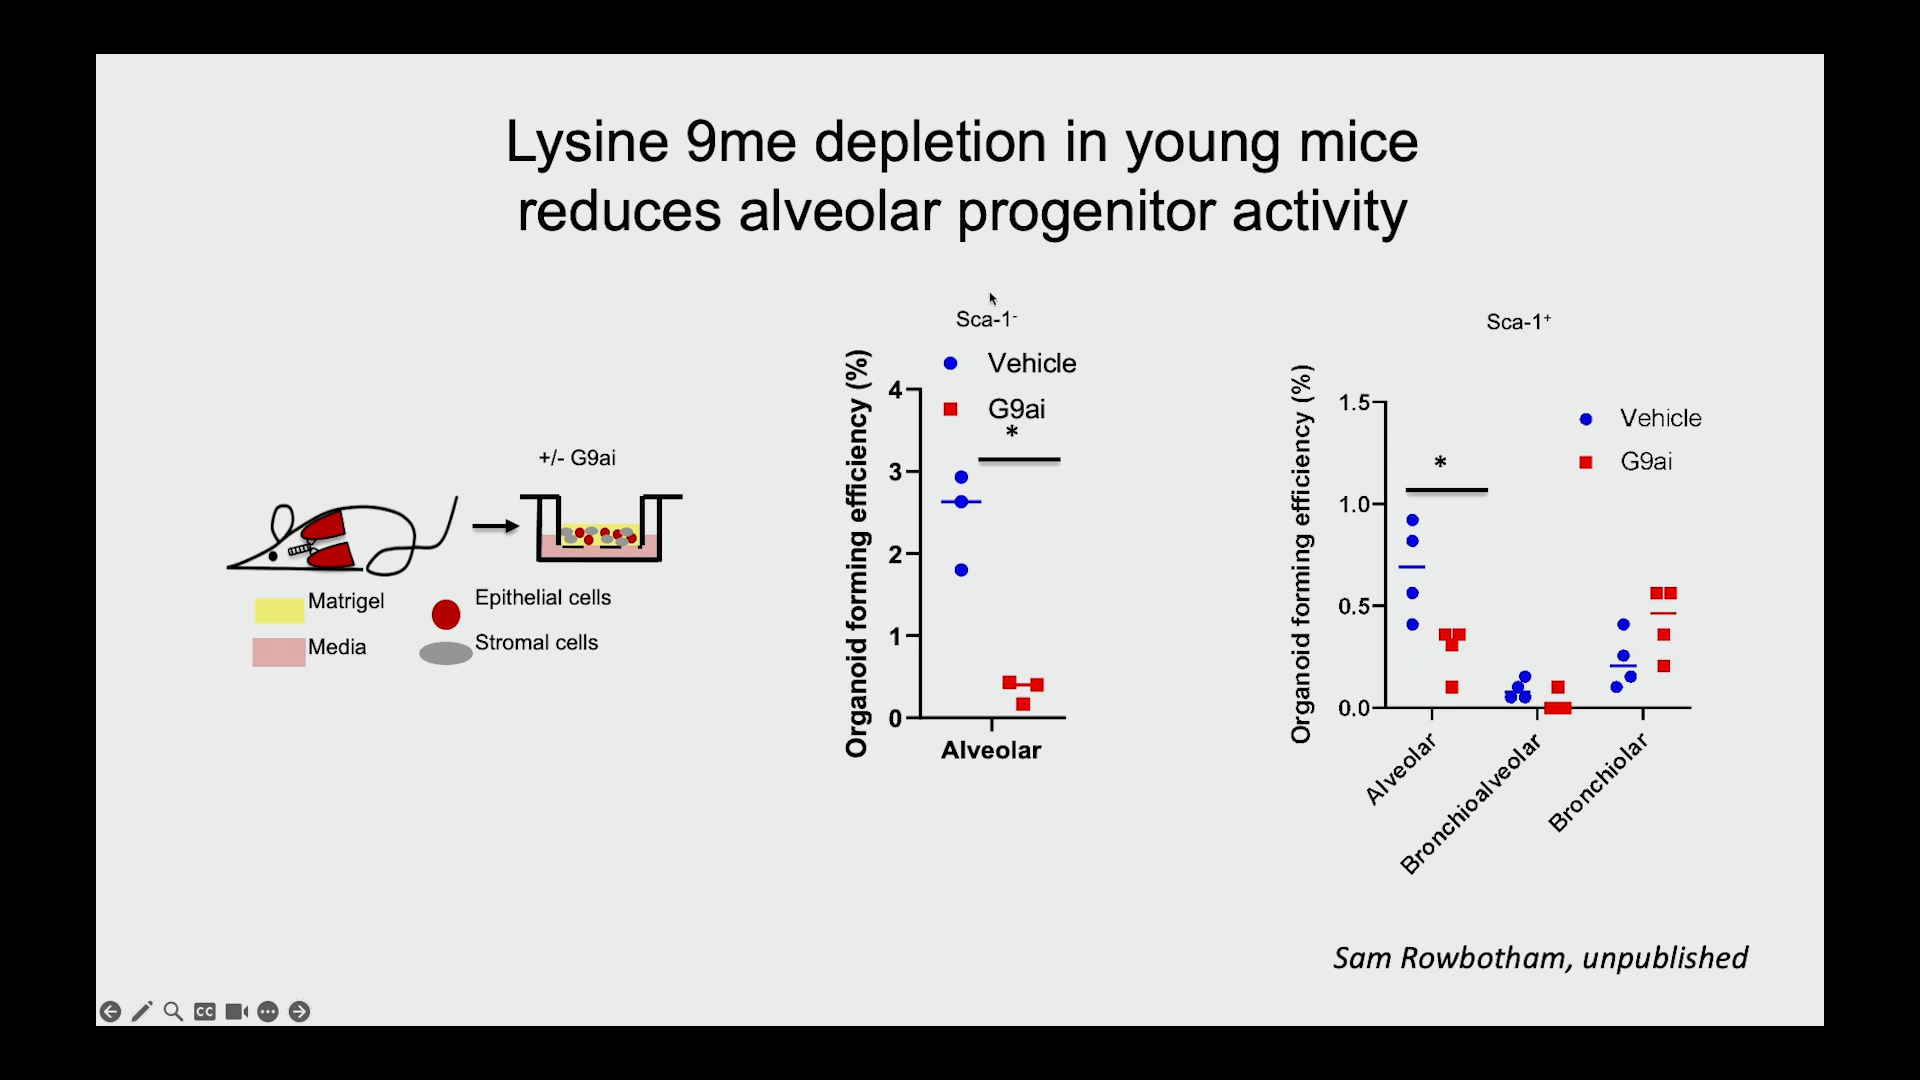 Lysine 9me depletion in young mice
reduces alveolar progenitor activity
+/- G9ai
Matrigel
Media
Epithelial cells
Stromal cells
Sca-1-
Vehicle
G9ai
*
Organoid forming efficiency (%)
4
3
2
1
0
Alveolar
Sca-1+
Vehicle
G9ai
*
Organoid forming efficiency (%)
1.5
1.0
0.5
0.0
Alveolar
Bronchioalveolar
Bronchiolar
Sam Rowbotham, unpublished
CC